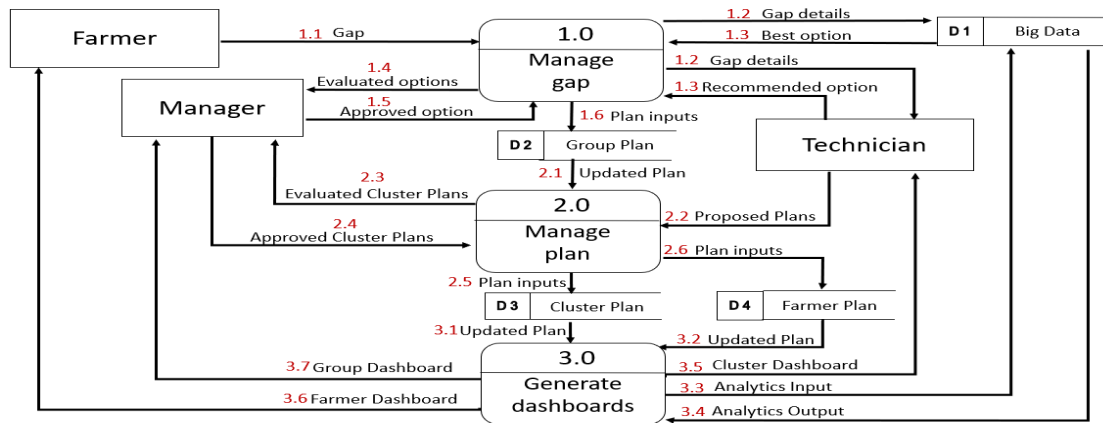 Farmer
1.1 Gap
1.0
Manage
gap
1.2 Gap details
1.3 Best option
D 1 Big Data
1.2 Gap details
1.3 Recommended option
Manager
1.4
Evaluated options
1.5
Approved option
1.6 Plan inputs
D 2 Group Plan
2.1 Updated Plan
Technician
2.3
Evaluated Cluster Plans
2.4
Approved Cluster Plans
2.0
Manage
plan
2.2 Proposed Plans
2.6 Plan inputs
2.5 Plan inputs
D 3 Cluster Plan
D 4 Farmer Plan
3.1 Updated Plan
3.2 Updated Plan
3.0
Generate
dashboards
3.7 Group Dashboard
3.6 Farmer Dashboard
3.5 Cluster Dashboard
3.3 Analytics Input
3.4 Analytics Output